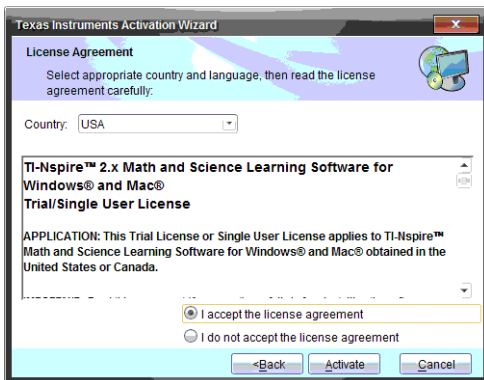 Texas Instruments Activation Wizard
License Agreement
Select appropriate country and language, then read the license
agreement carefully:
Country: USA
TI-Nspire™ 2.x Math and Science Learning Software for
Windows® and Mac®
Trial/Single User License
APPLICATION: This Trial License or Single User License applies to TI-Nspire™
Math and Science Learning Software for Windows® and Mac® obtained in the
United States or Canada.
I accept the license agreement
I do not accept the license agreement
<Back Activate Cancel